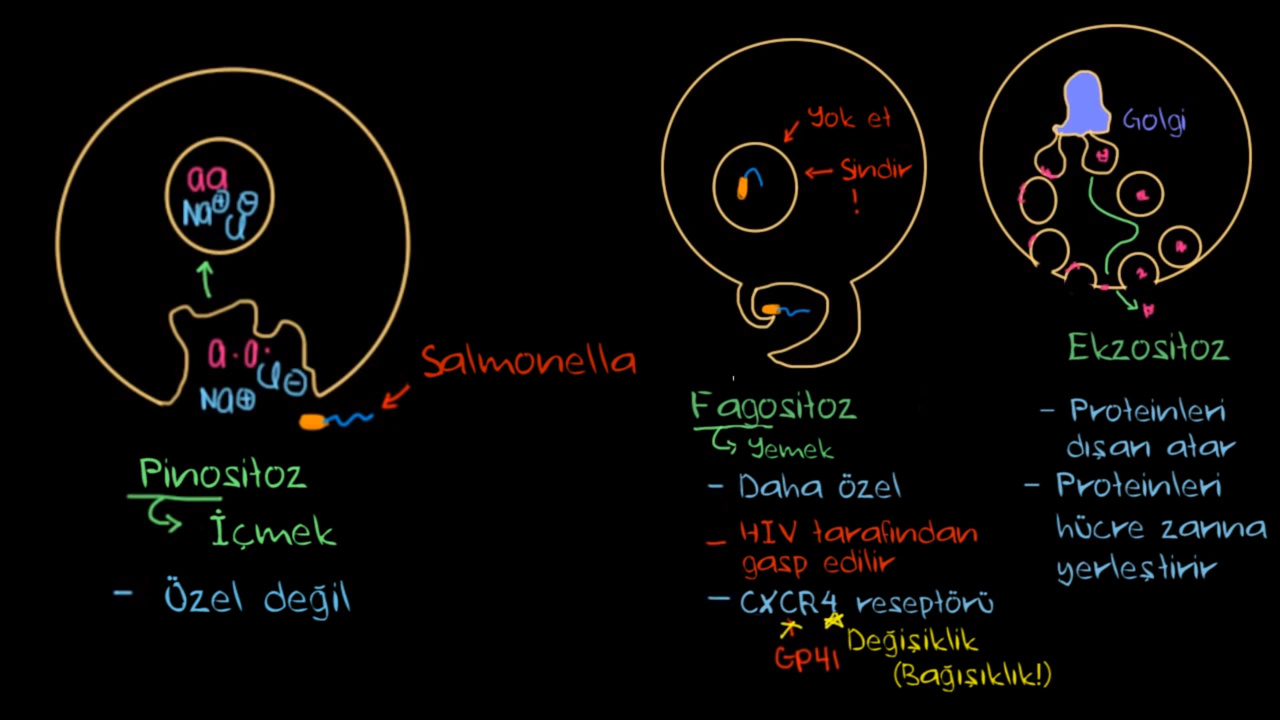 aa
Na⊕ Cl⊖
a.a.
Cl⊖
Na⊕
Salmonella
Pinositoz
İçmek
- Özel değil
Yok et
Sindir
!
Fagositoz
Yemek
- Daha özel
- HIV tarafından
gasp edilir
- CXCR4 reseptörü
GP41
Değişiklik
(Bağışıklık!)
Golgi
Ekzositoz
- Proteinleri
dışarı atar
- Proteinleri
hücre zarına
yerleştirir